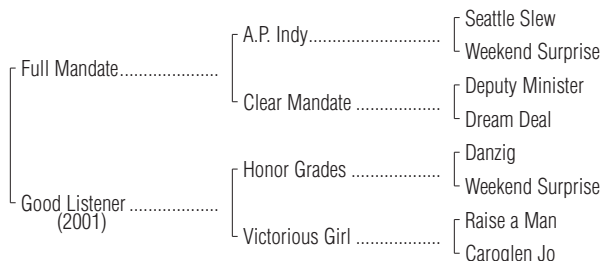 Seattle Slew
A.P. Indy
Weekend Surprise
Full Mandate
Deputy Minister
Clear Mandate
Dream Deal
Danzig
Honor Grades
Weekend Surprise
Good Listener
(2001)
Raise a Man
Victorious Girl
Caroglen Jo